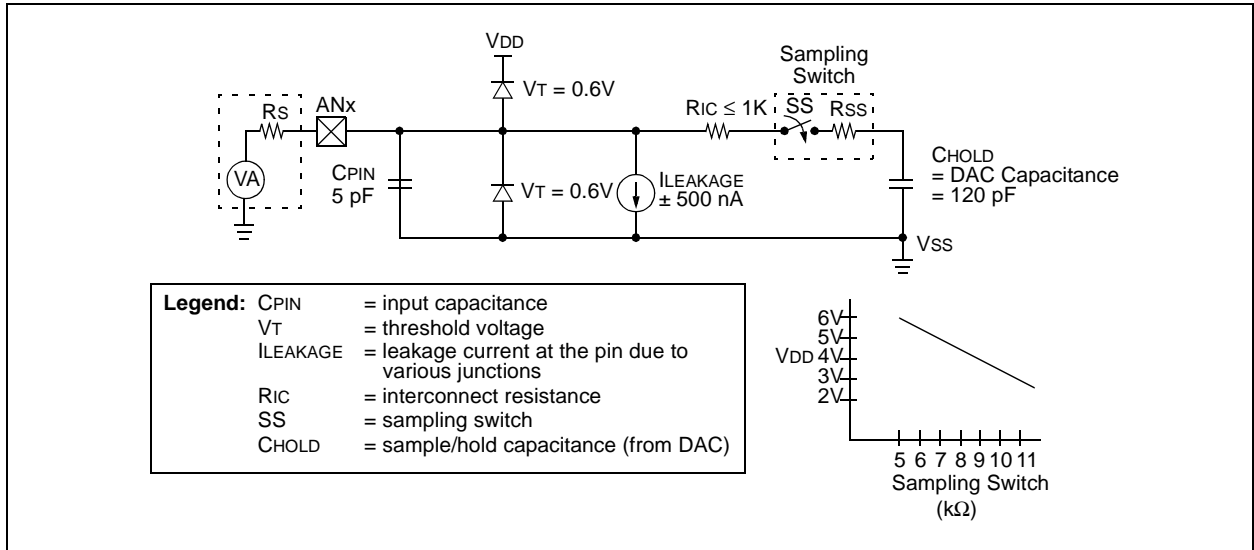 VDD
Sampling
Switch
VT = 0.6V
RS
ANx
RIC ≤ 1K
SS
RSS
VA
CPIN
5 pF
VT = 0.6V
ILEAKAGE
± 500 nA
CHOLD
= DAC Capacitance
= 120 pF
VSS
Legend: CPIN = input capacitance
VT = threshold voltage
ILEAKAGE = leakage current at the pin due to
various junctions
RIC = interconnect resistance
SS = sampling switch
CHOLD = sample/hold capacitance (from DAC)
6V
5V
VDD 4V
3V
2V
5 6 7 8 9 10 11
Sampling Switch
(kΩ)